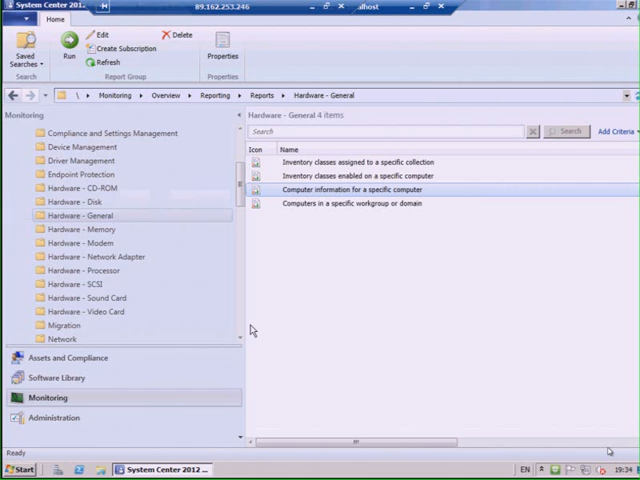 System Center 201
89.162.253.246
lhost
Home
Saved
Searches
Search
Run
Edit
Create Subscription
Refresh
Delete
Report Group
Properties
Properties
\ Monitoring Overview Reporting Reports Hardware - General
Monitoring
Compliance and Settings Management
Device Management
Driver Management
Endpoint Protection
Hardware - CD-ROM
Hardware - Disk
Hardware - General
Hardware - Memory
Hardware - Modem
Hardware - Network Adapter
Hardware - Processor
Hardware - SCSI
Hardware - Sound Card
Hardware - Video Card
Migration
Network
Assets and Compliance
Software Library
Monitoring
Administration
Hardware - General 4 items
Search
Search
Add Criteria
Icon Name
Inventory classes assigned to a specific collection
Inventory classes enabled on a specific computer
Computer information for a specific computer
Computers in a specific workgroup or domain
Ready
Start
System Center 2012 ...
EN
19:34